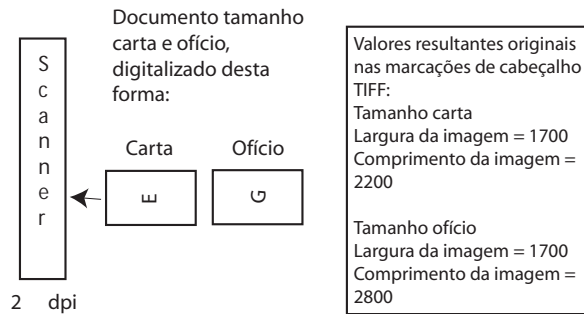 Documento tamanho
carta e ofício,
digitalizado desta
forma:
Scanner
Carta
Ofício
E
G
2 dpi
Valores resultantes originais
nas marcações de cabeçalho
TIFF:
Tamanho carta
Largura da imagem = 1700
Comprimento da imagem =
2200
Tamanho ofício
Largura da imagem = 1700
Comprimento da imagem =
2800